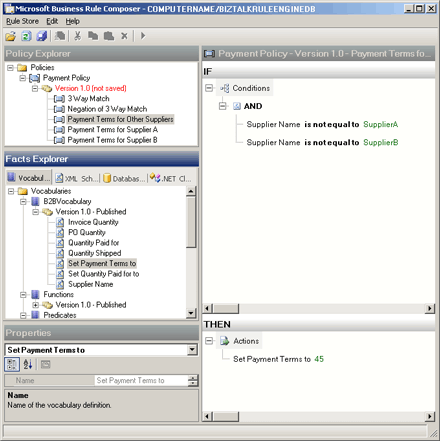 Microsoft Business Rule Composer - COMPUTERNAME/BIZTALKRULEENGINEDB
Rule Store Edit Help
Policy Explorer
Policies
Payment Policy
Version 1.0 (not saved)
3 Way Match
Negation of 3 Way Match
Payment Terms for Other Suppliers
Payment Terms for Supplier A
Payment Terms for Supplier B
Facts Explorer
Vocabul... XML Sch... Databas... .NET Cl...
Vocabularies
B2BVocabulary
Version 1.0 - Published
Invoice Quantity
PO Quantity
Quantity Paid for
Quantity Shipped
Set Payment Terms to
Set Quantity Paid for to
Supplier Name
Functions
Version 1.0 - Published
Predicates
Properties
Set Payment Terms to
Name Set Payment Terms to
Name
Name of the vocabulary definition.
Payment Policy - Version 1.0 - Payment Terms fo...
IF
Conditions
AND
Supplier Name is not equal to SupplierA
Supplier Name is not equal to SupplierB
THEN
Actions
Set Payment Terms to 45